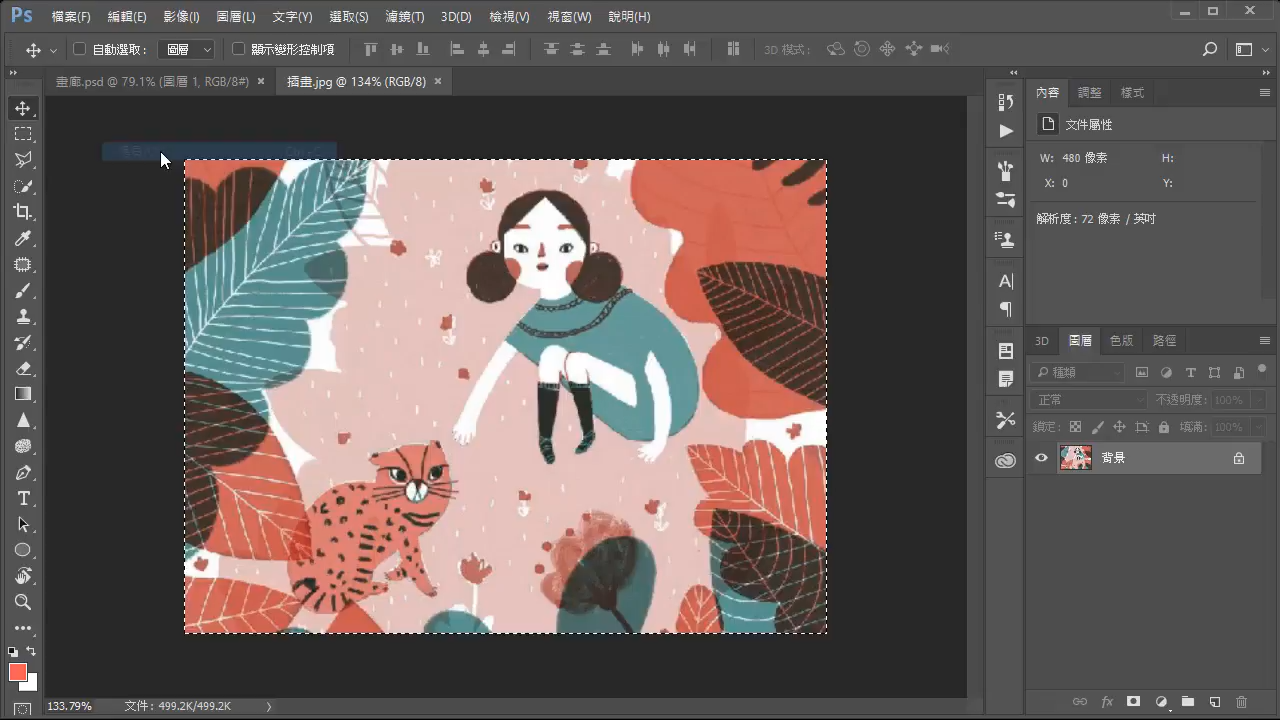 Ps 檔案(F) 編輯(E) 影像(I) 圖層(L) 文字(Y) 選取(S) 濾鏡(T) 3D(D) 檢視(V) 視窗(W) 說明(H)
自動選取: 圖層 顯示變形控制項 3D 模式:
畫廊.psd @ 79.1% (圖層 1, RGB/8#) × 插畫.jpg @ 134% (RGB/8) ×
內容 調整 樣式
文件屬性
W: 480 像素 H:
X: 0 Y:
解析度: 72 像素 / 英吋
3D 圖層 色版 路徑
種類
正常 不透明度: 100%
鎖定: 填滿: 100%
背景
133.79% 文件: 499.2K/499.2K